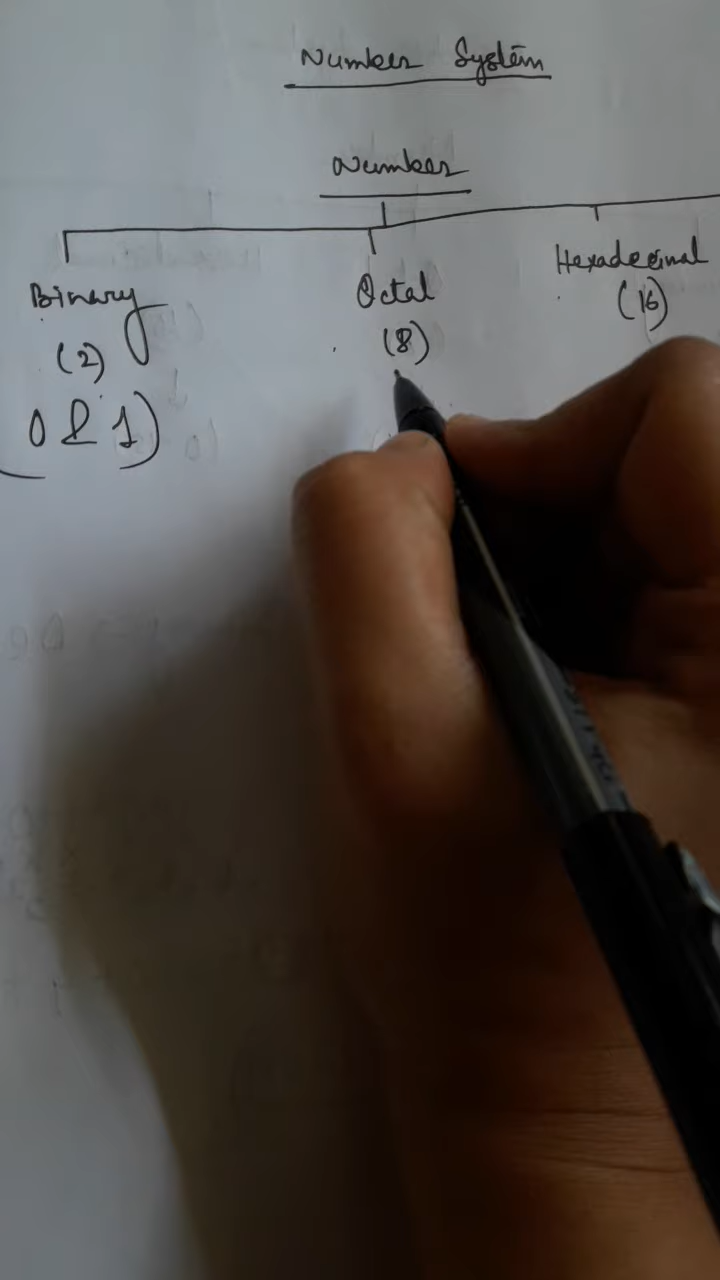 Number System
Number
Binary Octal Hexadecimal
(2) (8) (16)
(0 & 1)